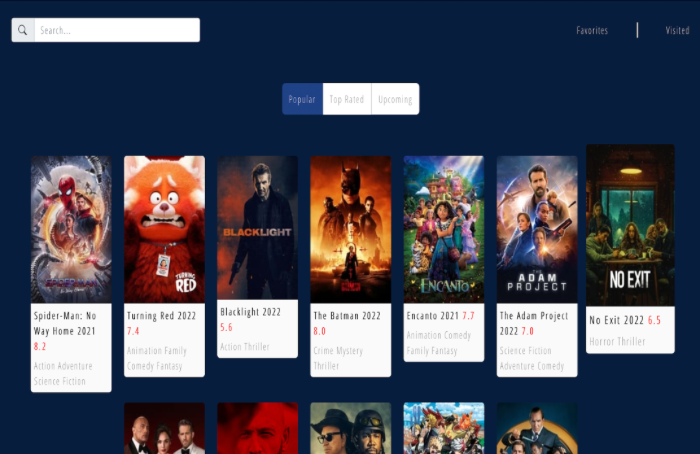 Search...
Favorites
Visited
Popular
Top Rated
Upcoming
BLACKLIGHT
TURNING
RED
ENCANTO
THE
ADAM
PROJECT
NO EXIT
Spider-Man: No
Way Home 2021
8.2
Action Adventure
Science Fiction
Turning Red 2022
7.4
Animation Family
Comedy Fantasy
Blacklight 2022
5.6
Action Thriller
The Batman 2022
8.0
Crime Mystery
Thriller
Encanto 2021 7.7
Animation Comedy
Family Fantasy
The Adam Project
2022 7.0
Science Fiction
Adventure Comedy
No Exit 2022 6.5
Horror Thriller